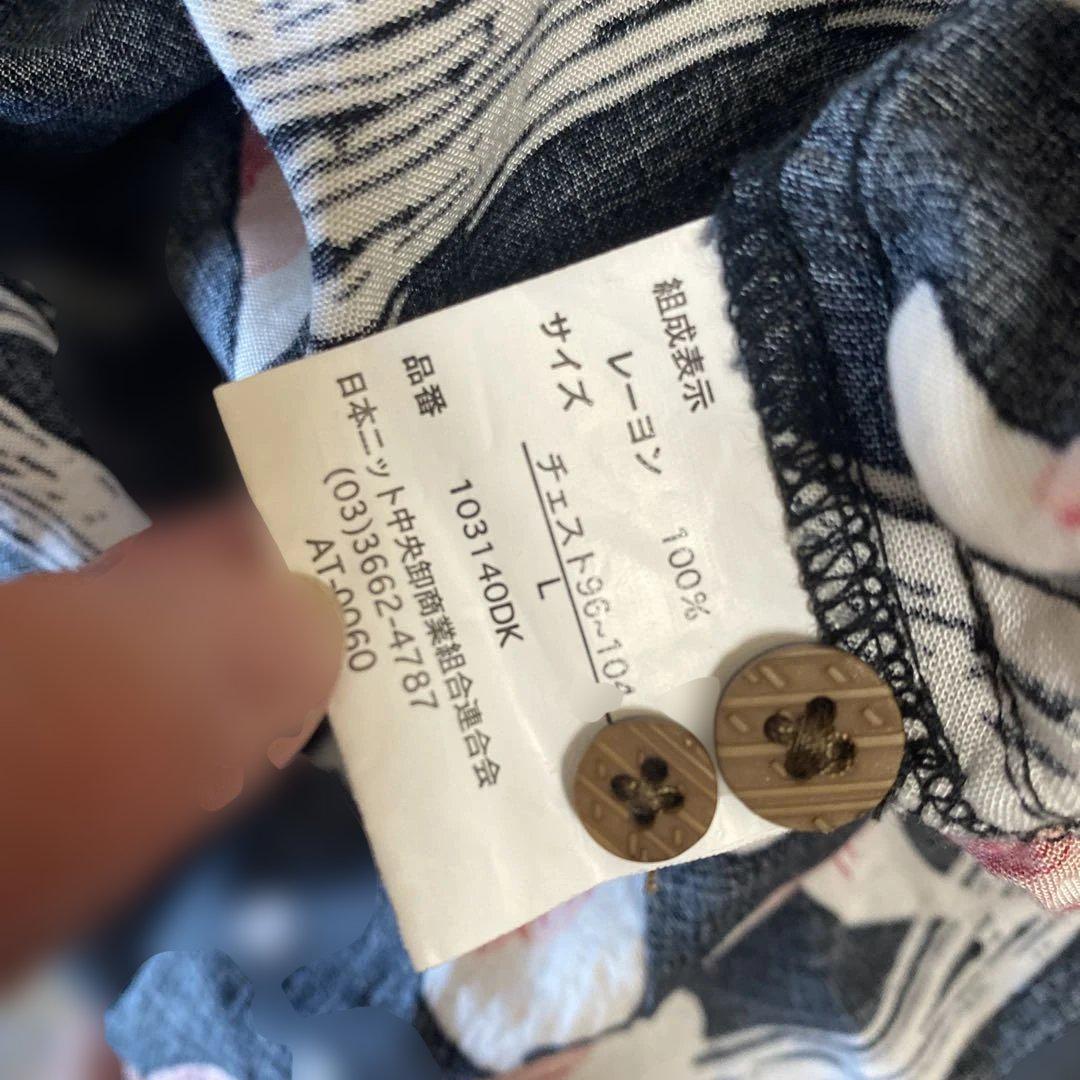 組成表示
レーヨン 100%
サイズ
チェスト96~104
L
品番 103140DK
日本ニット中央卸商業組合連合会
(03)3662-4787
AT-0060